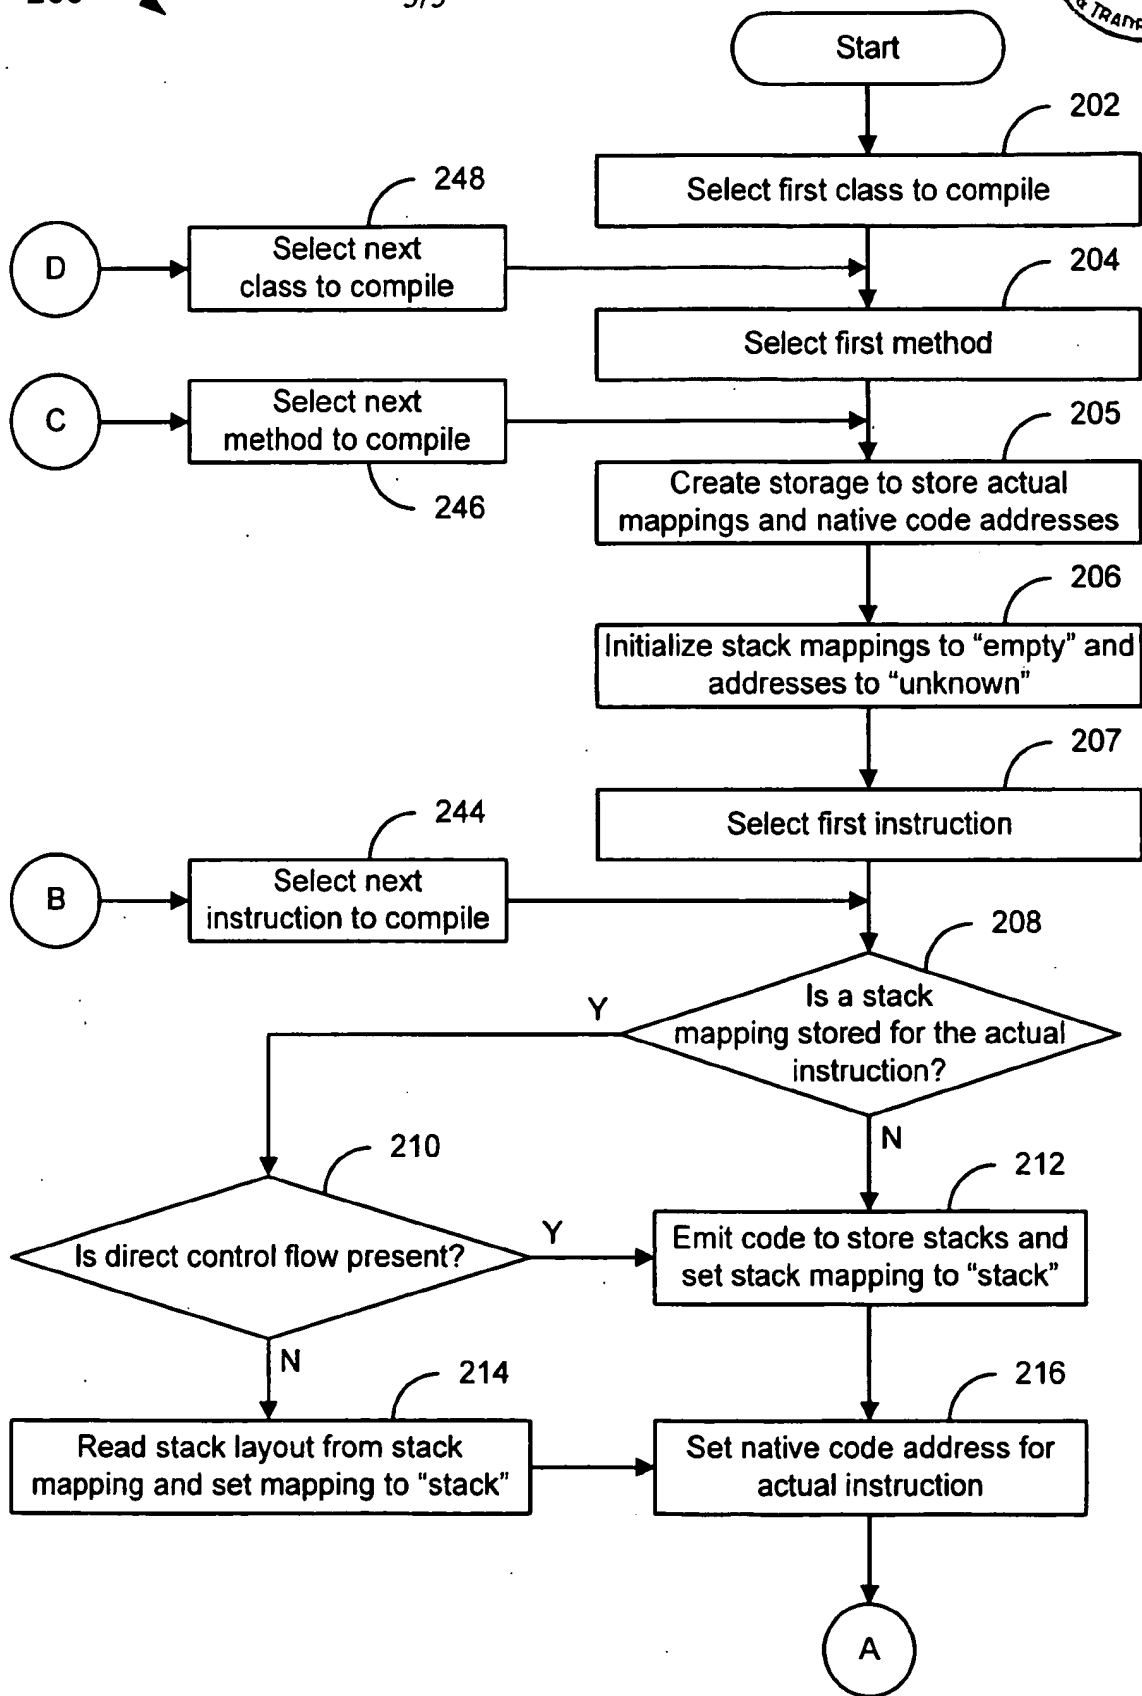 & TRADE
Start
202
Select first class to compile
248
D
Select next
class to compile
204
Select first method
C
Select next
method to compile
246
205
Create storage to store actual
mappings and native code addresses
206
Initialize stack mappings to “empty” and
addresses to “unknown”
207
Select first instruction
244
B
Select next
instruction to compile
208
Is a stack
mapping stored for the actual
instruction?
Y
N
210
Is direct control flow present?
Y
N
212
Emit code to store stacks and
set stack mapping to “stack”
214
Read stack layout from stack
mapping and set mapping to “stack”
216
Set native code address for
actual instruction
A